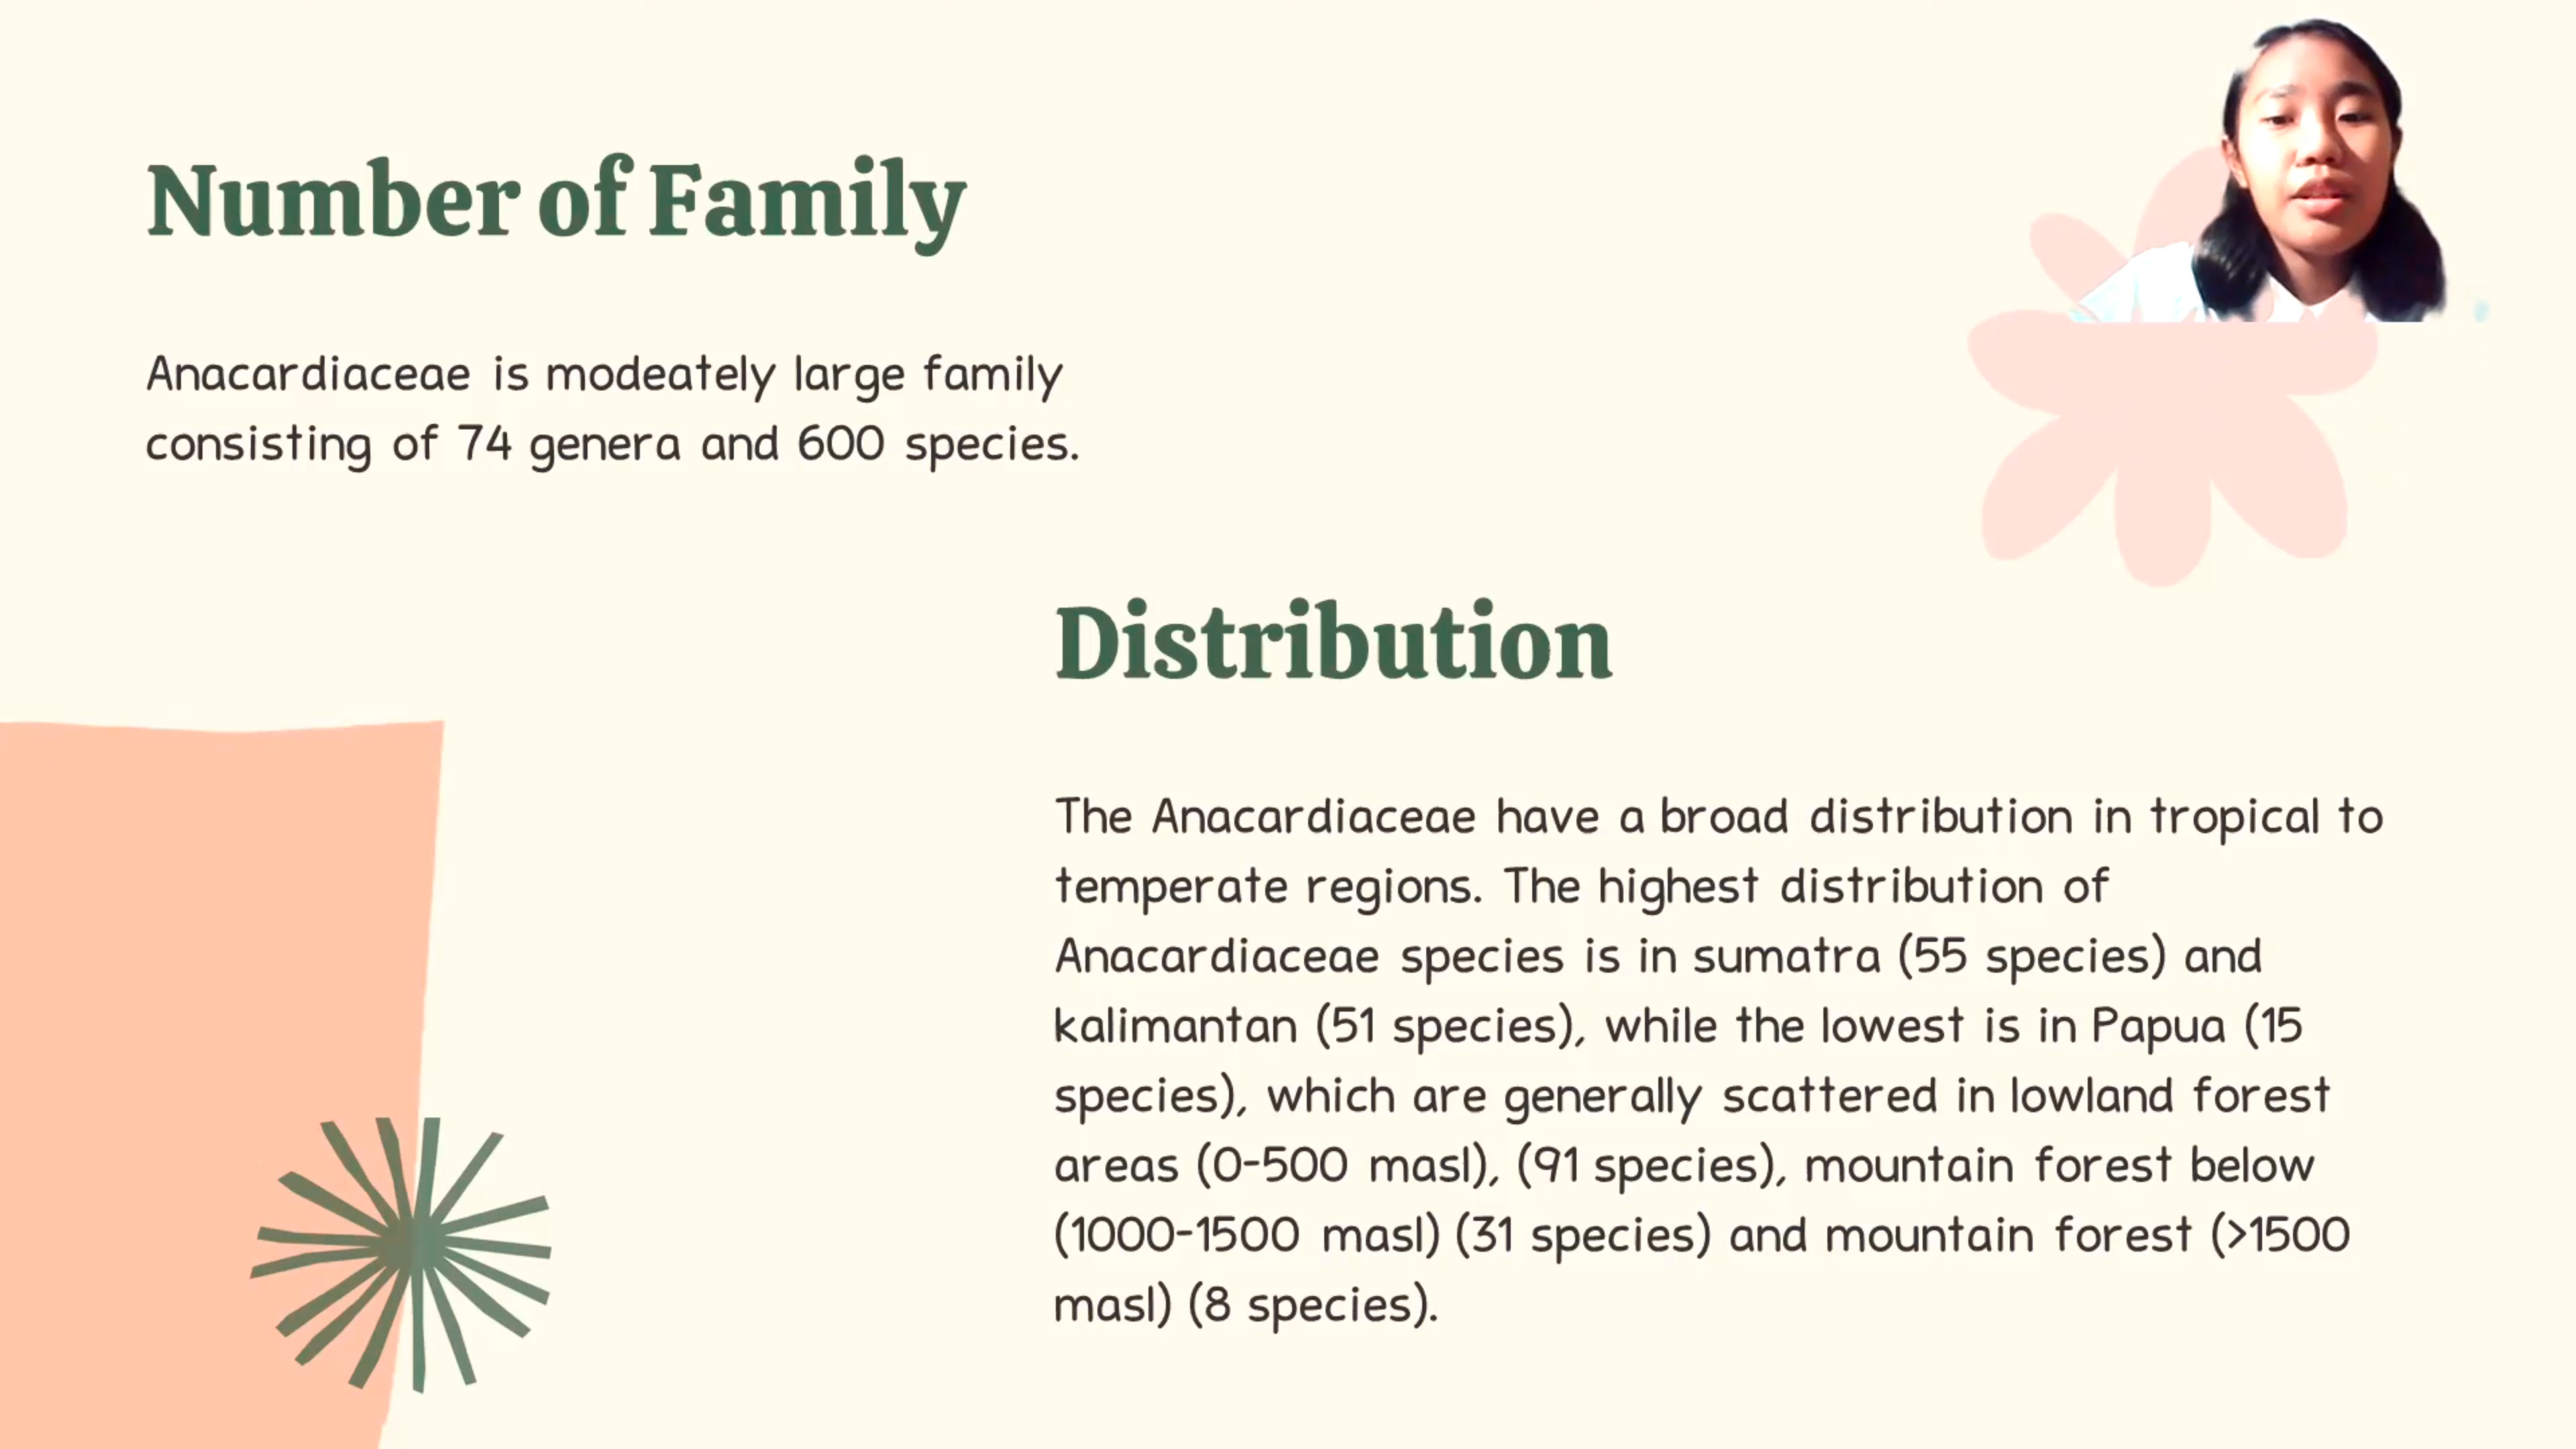 Number of Family
Anacardiaceae is modeately large family
consisting of 74 genera and 600 species.
Distribution
The Anacardiaceae have a broad distribution in tropical to
temperate regions. The highest distribution of
Anacardiaceae species is in sumatra (55 species) and
kalimantan (51 species), while the lowest is in Papua (15
species), which are generally scattered in lowland forest
areas (0-500 masl), (91 species), mountain forest below
(1000-1500 masl) (31 species) and mountain forest (>1500
masl) (8 species).